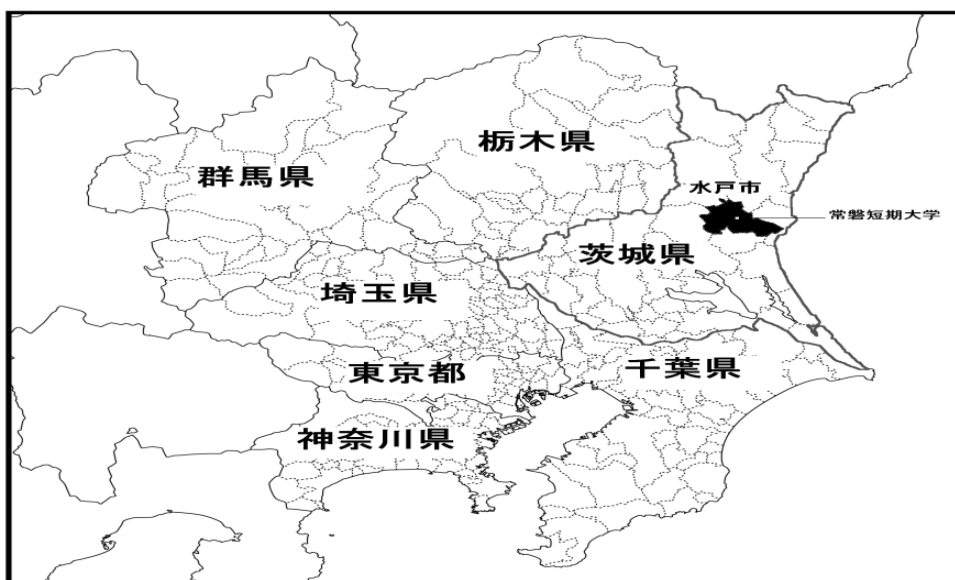 栃木県
群馬県
水戸市
常磐短期大学
茨城県
埼玉県
東京都
千葉県
神奈川県